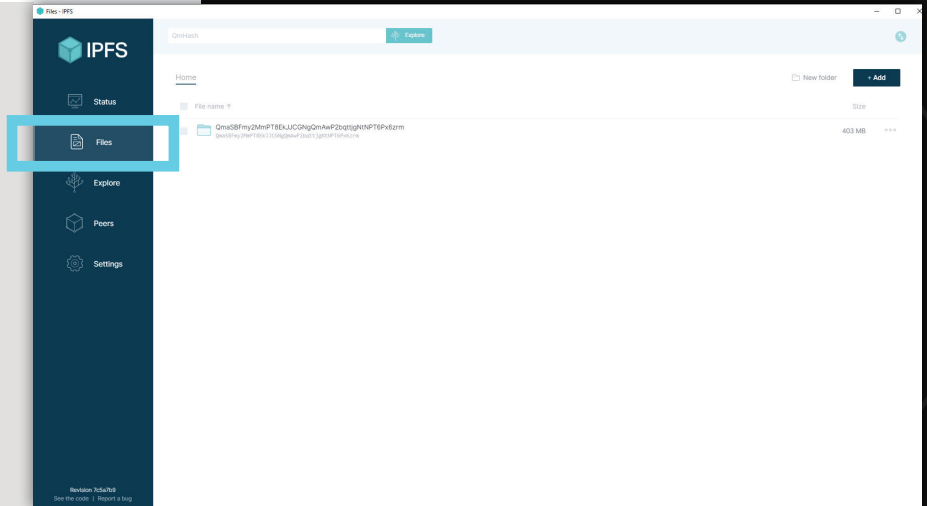 Files - IPFS
IPFS
QmHash
Explore
Home
New folder
+ Add
Status
File name ↑
Size
Files
QmaSBFmy2MmPT8EkJJCGNgQmAwP2bqttjgNtNPT6Px6zrm
403 MB
Explore
Peers
Settings
Revision 7c5a7b9
See the code | Report a bug